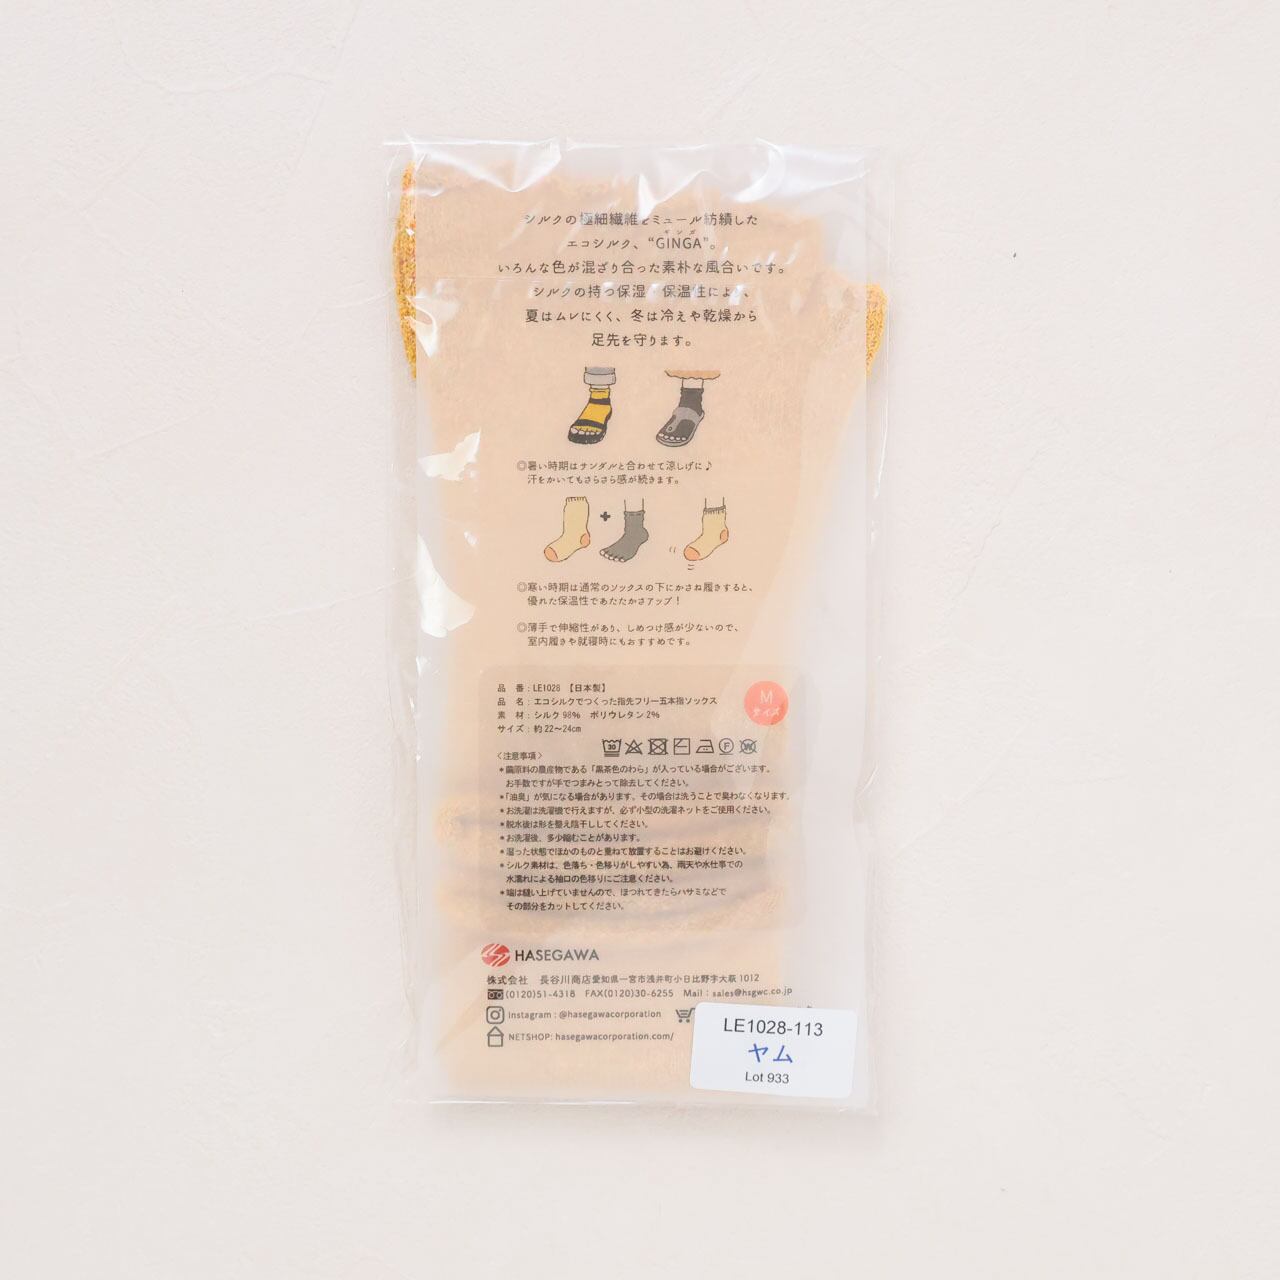 シルクの極細繊維をミュール紡績した
ギンガ
エコシルク、“GINGA”。
いろんな色が混ざり合った素朴な風合いです。
シルクの持つ保湿・保温性により、
夏はムレにくく、冬は冷えや乾燥から
足先を守ります。
◎暑い時期はサンダルと合わせて涼しげに♪
汗をかいてもさらさら感が続きます。
◎寒い時期は通常のソックスの下にかさね履きすると、
優れた保温性であたたかさアップ！
◎薄手で伸縮性があり、しめつけ感が少ないので、
室内履きや就寝時にもおすすめです。
品 番：LE1028 【日本製】
品 名：エコシルクでつくった指先フリー五本指ソックス
素 材：シルク 98% ポリウレタン 2%
サイズ：約 22〜24cm
M
サイズ
30
F
W
〈注意事項〉
＊繭原料の農産物である「黒茶色のわら」が入っている場合がございます。
お手数ですが手でつまみとって除去してください。
＊「油臭」が気になる場合があります。その場合は洗うことで臭わなくなります。
＊お洗濯は洗濯機で行えますが、必ず小型の洗濯ネットをご使用ください。
＊脱水後は形を整え陰干ししてください。
＊お洗濯後、多少縮むことがあります。
＊湿った状態でほかのものと重ねて放置することはお避けください。
＊シルク素材は、色落ち・色移りがしやすい為、雨天や水仕事での
水濡れによる袖口の色移りにご注意ください。
＊端は縫い上げていませんので、ほつれてきたらハサミなどで
その部分をカットしてください。
HASEGAWA
株式会社 長谷川商店 愛知県一宮市浅井町小日比野字大萩 1012
(0120)51-4318 FAX(0120)30-6255 Mail：sales@hsgwc.co.jp
Instagram：@hasegawacorporation
NETSHOP: hasegawacorporation.com/
LE1028-113
ヤム
Lot 933